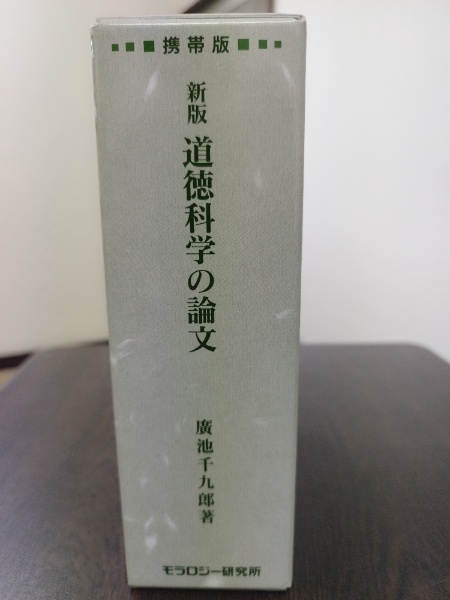 携帯版
新版 道徳科学の論文
廣池千九郎著
モラロジー研究所